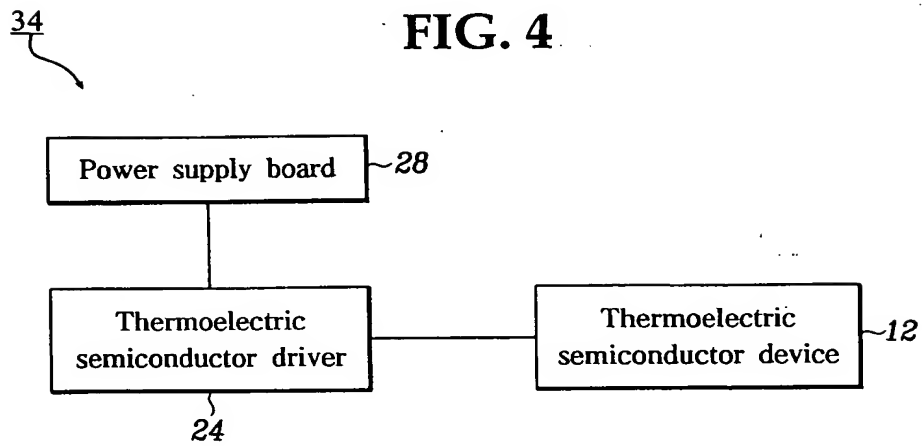 34
FIG. 4
Power supply board
28
Thermoelectric
semiconductor driver
24
Thermoelectric
semiconductor device
12